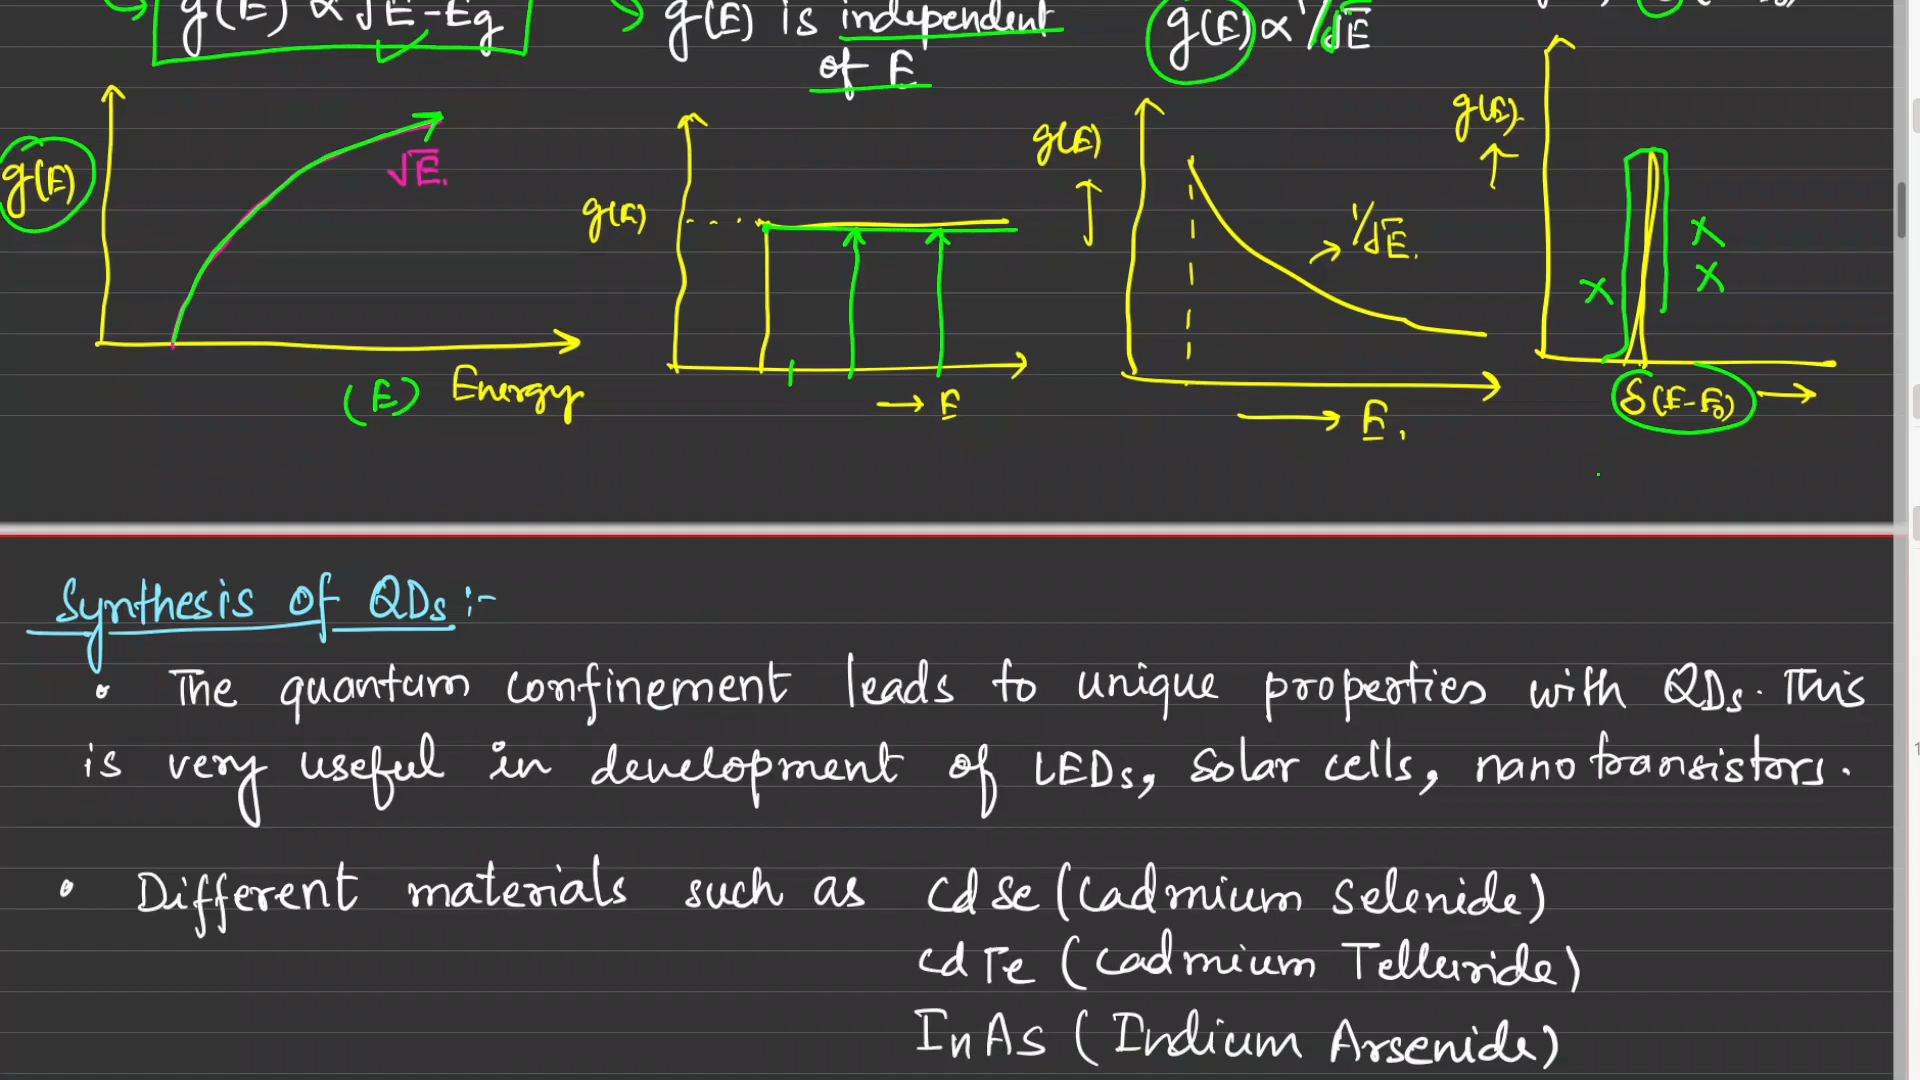 g(E) ∝ √E-Eg
g(E) is independent
of E
g(E) ∝ 1/√E
g(E)
√E.
(E) Energy
g(E)
→ E
g(E)
1/√E.
E.
g(E)
δ(E-E₀)
Synthesis of QDs:-
• The quantum confinement leads to unique properties with QDs. This
is very useful in development of LEDs, Solar cells, nano transistors.
• Different materials such as CdSe (Cadmium Selenide)
CdTe (Cadmium Telluride)
InAs (Indium Arsenide)